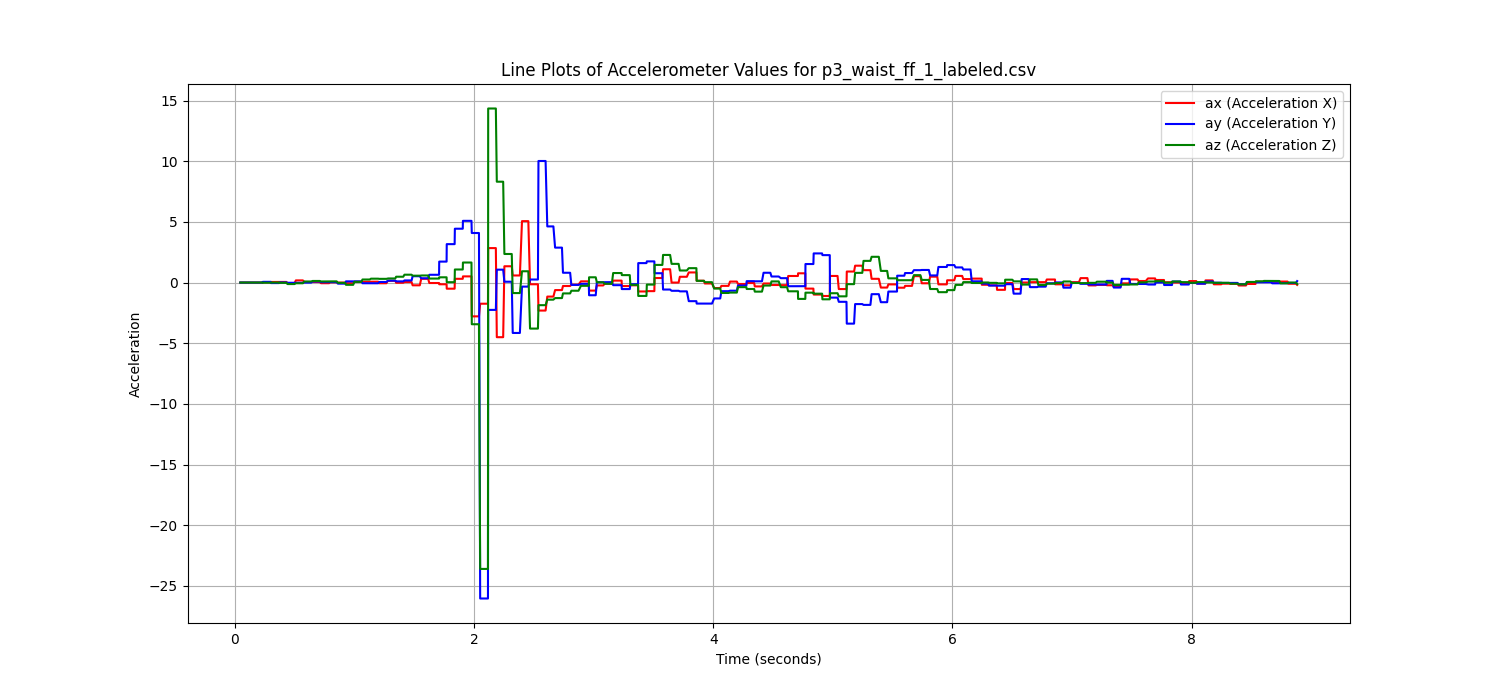 Line Plots of Accelerometer Values for p3_waist_ff_1_labeled.csv
ax (Acceleration X)
ay (Acceleration Y)
az (Acceleration Z)
15
10
5
0
−5
−10
−15
−20
−25
Acceleration
0 2 4 6 8
Time (seconds)